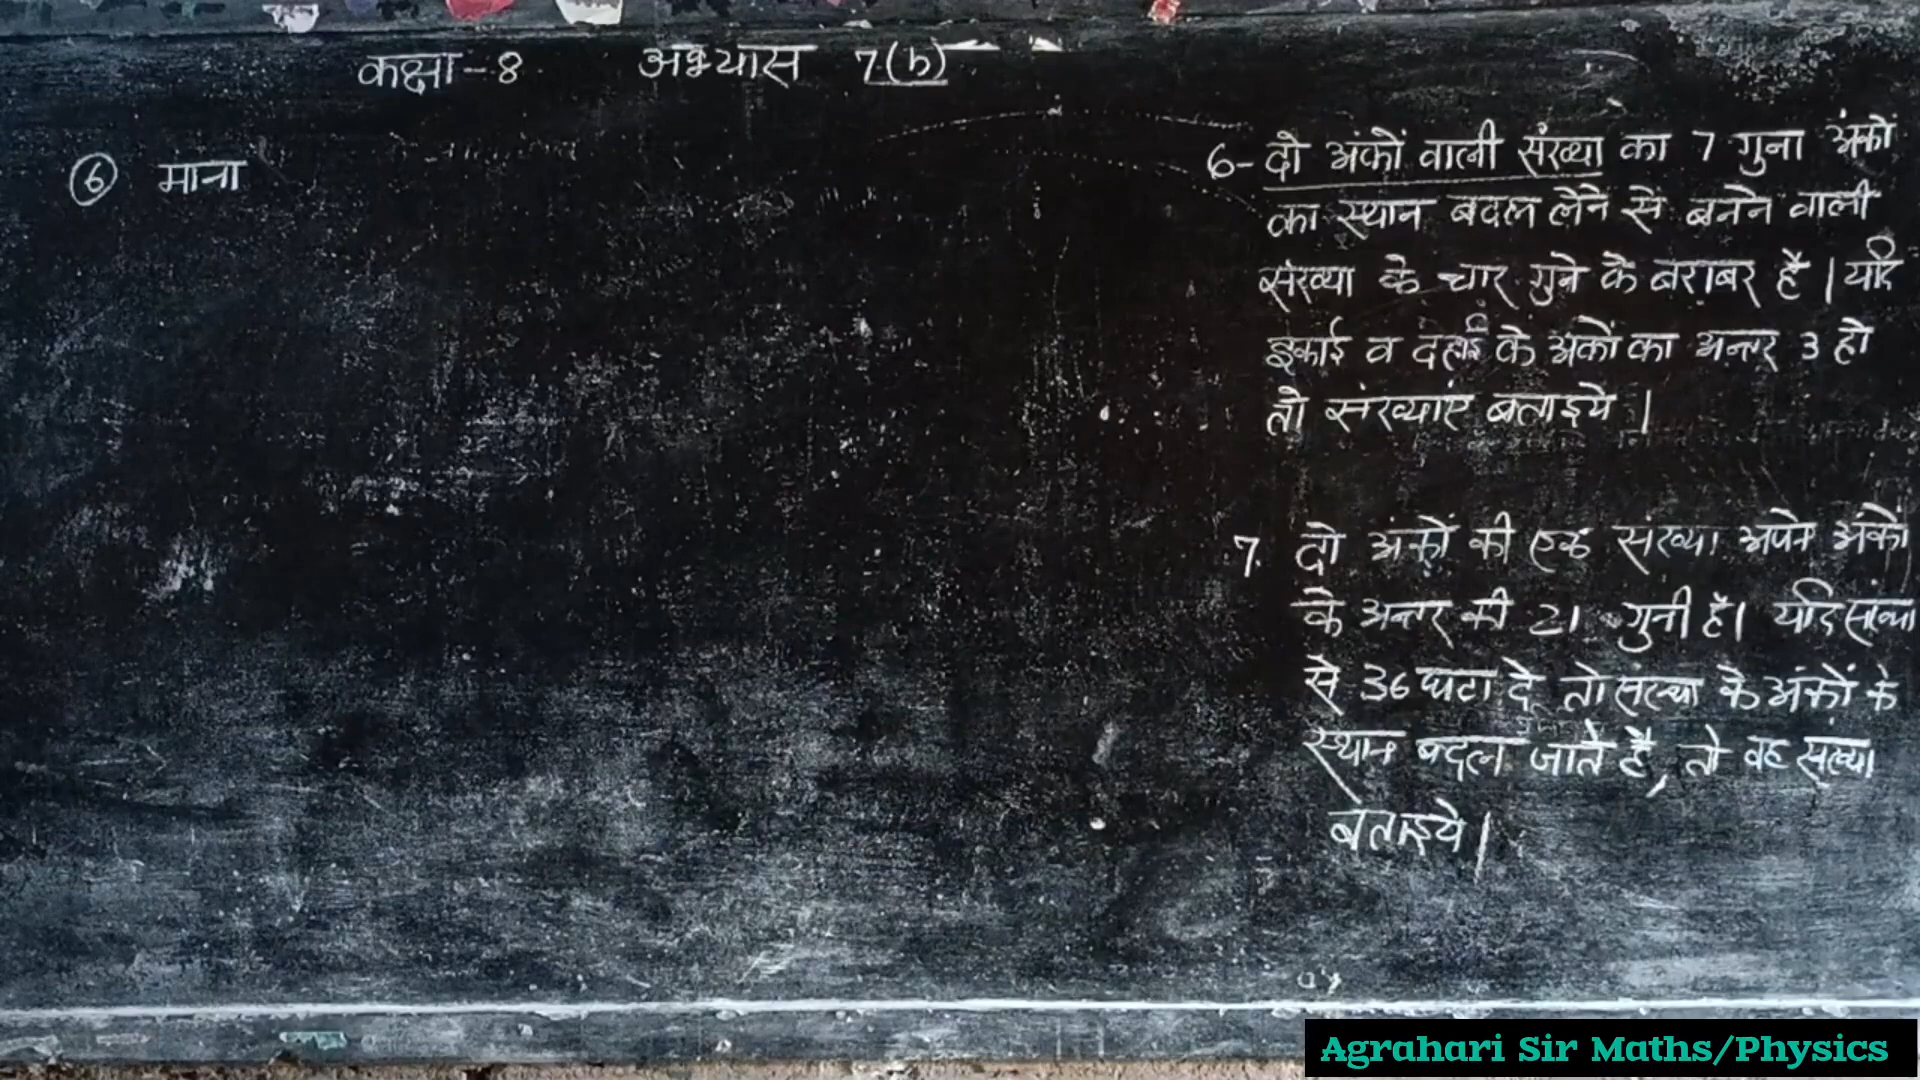 कक्षा-8 अभ्यास 7(b)
⑥ माना
6- दो अंकों वाली संख्या का 7 गुना अंकों
का स्थान बदल लेने से बनने वाली
संख्या के चार गुने के बराबर है । यदि
इकाई व दहाई के अंकों का अन्तर 3 हो
तो संख्याएं बताइये ।
7. दो अंकों की एक संख्या अपने अंकों
के अन्तर की 21 गुनी है। यदि संख्या
से 36 घटा दे तो संख्या के अंकों के
स्थान बदल जाते है, तो वह संख्या
बताइये।
Agrahari Sir Maths/Physics